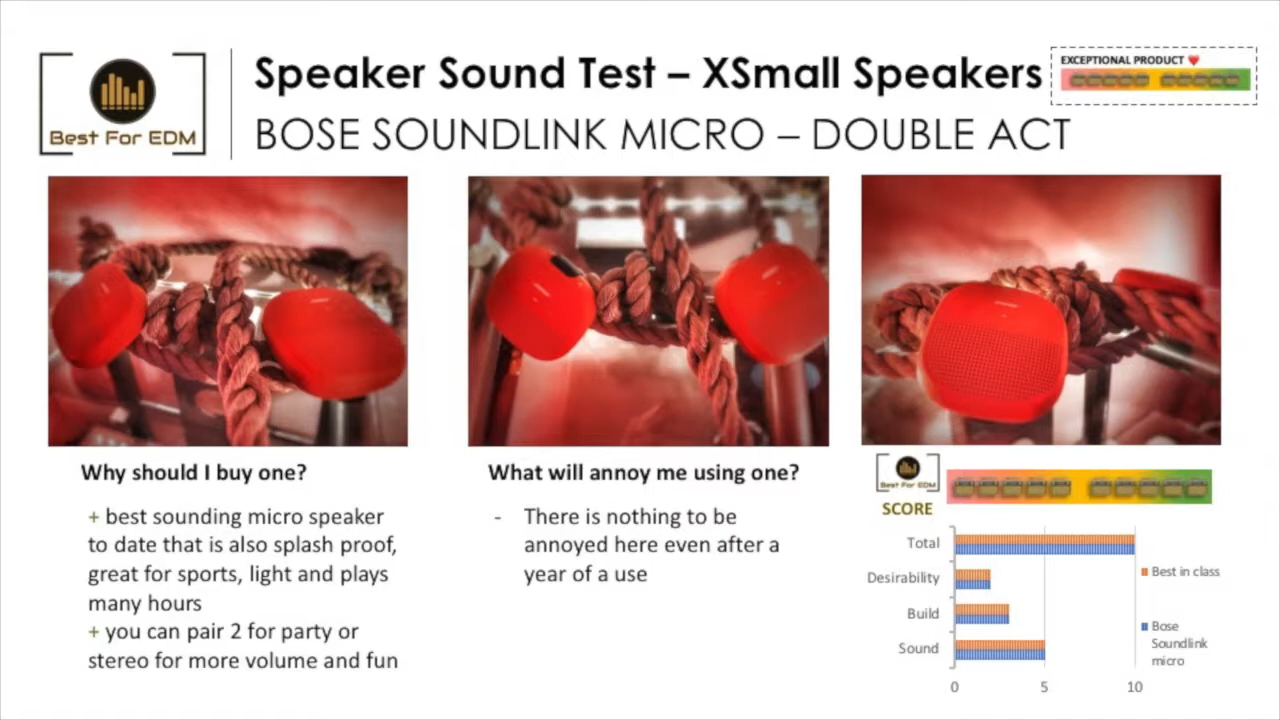 Best For EDM
Speaker Sound Test – XSmall Speakers
EXCEPTIONAL PRODUCT ❤️
BOSE SOUNDLINK MICRO – DOUBLE ACT
Why should I buy one?
+ best sounding micro speaker
to date that is also splash proof,
great for sports, light and plays
many hours
+ you can pair 2 for party or
stereo for more volume and fun
What will annoy me using one?
- There is nothing to be
annoyed here even after a
year of a use
Best For EDM
SCORE
Total
Desirability
Build
Sound
0 5 10
Best in class
Bose
Soundlink
micro